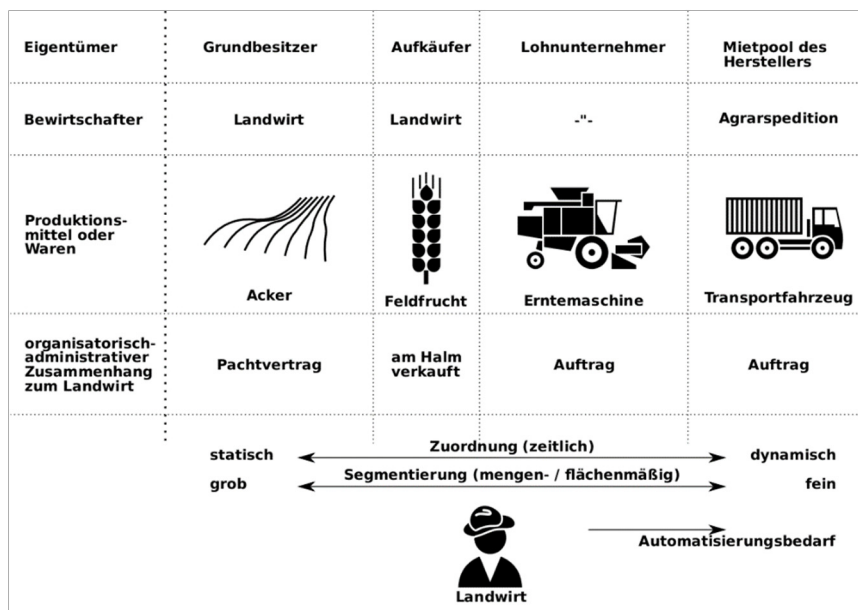 Eigentümer
Grundbesitzer
Aufkäufer
Lohnunternehmer
Mietpool des
Herstellers
Bewirtschafter
Landwirt
Landwirt
-"-
Agrarspedition
Produktions-
mittel oder
Waren
Acker
Feldfrucht
Erntemaschine
Transportfahrzeug
organisatorisch-
administrativer
Zusammenhang
zum Landwirt
Pachtvertrag
am Halm
verkauft
Auftrag
Auftrag
statisch
Zuordnung (zeitlich)
dynamisch
grob
Segmentierung (mengen- / flächenmäßig)
fein
Automatisierungsbedarf
Landwirt